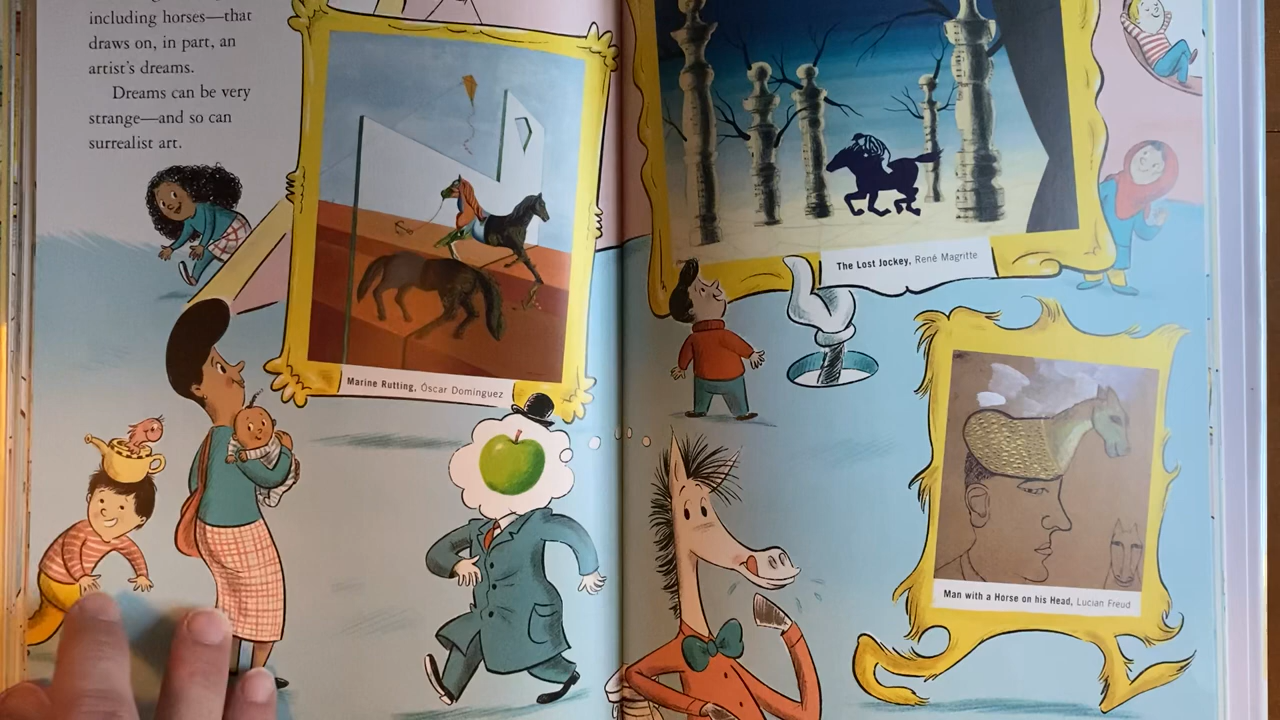 including horses—that
draws on, in part, an
artist's dreams.
Dreams can be very
strange—and so can
surrealist art.
Marine Rutting, Óscar Domínguez
The Lost Jockey, René Magritte
Man with a Horse on his Head, Lucian Freud